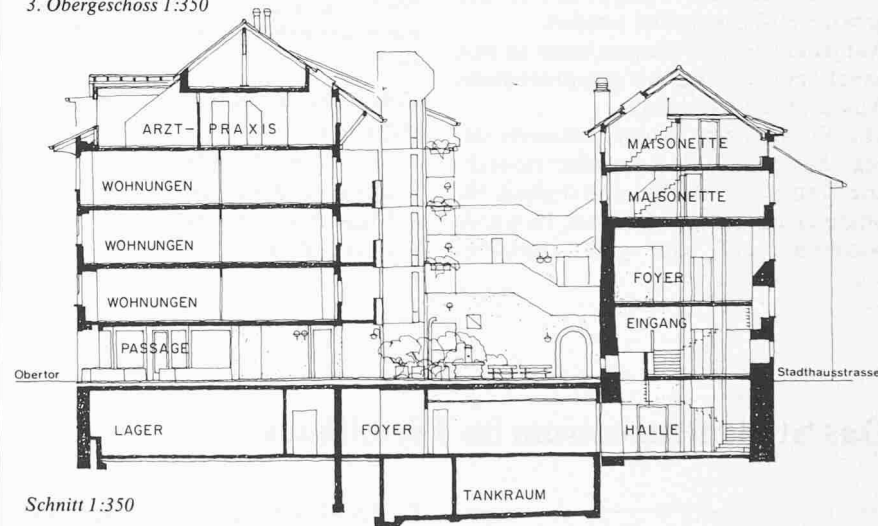 3. Obergeschoss 1:350
ARZT-PRAXIS
MAISONETTE
WOHNUNGEN
MAISONETTE
WOHNUNGEN
FOYER
WOHNUNGEN
EINGANG
PASSAGE
Obertor
Stadthausstrasse
LAGER
FOYER
HALLE
TANKRAUM
Schnitt 1:350